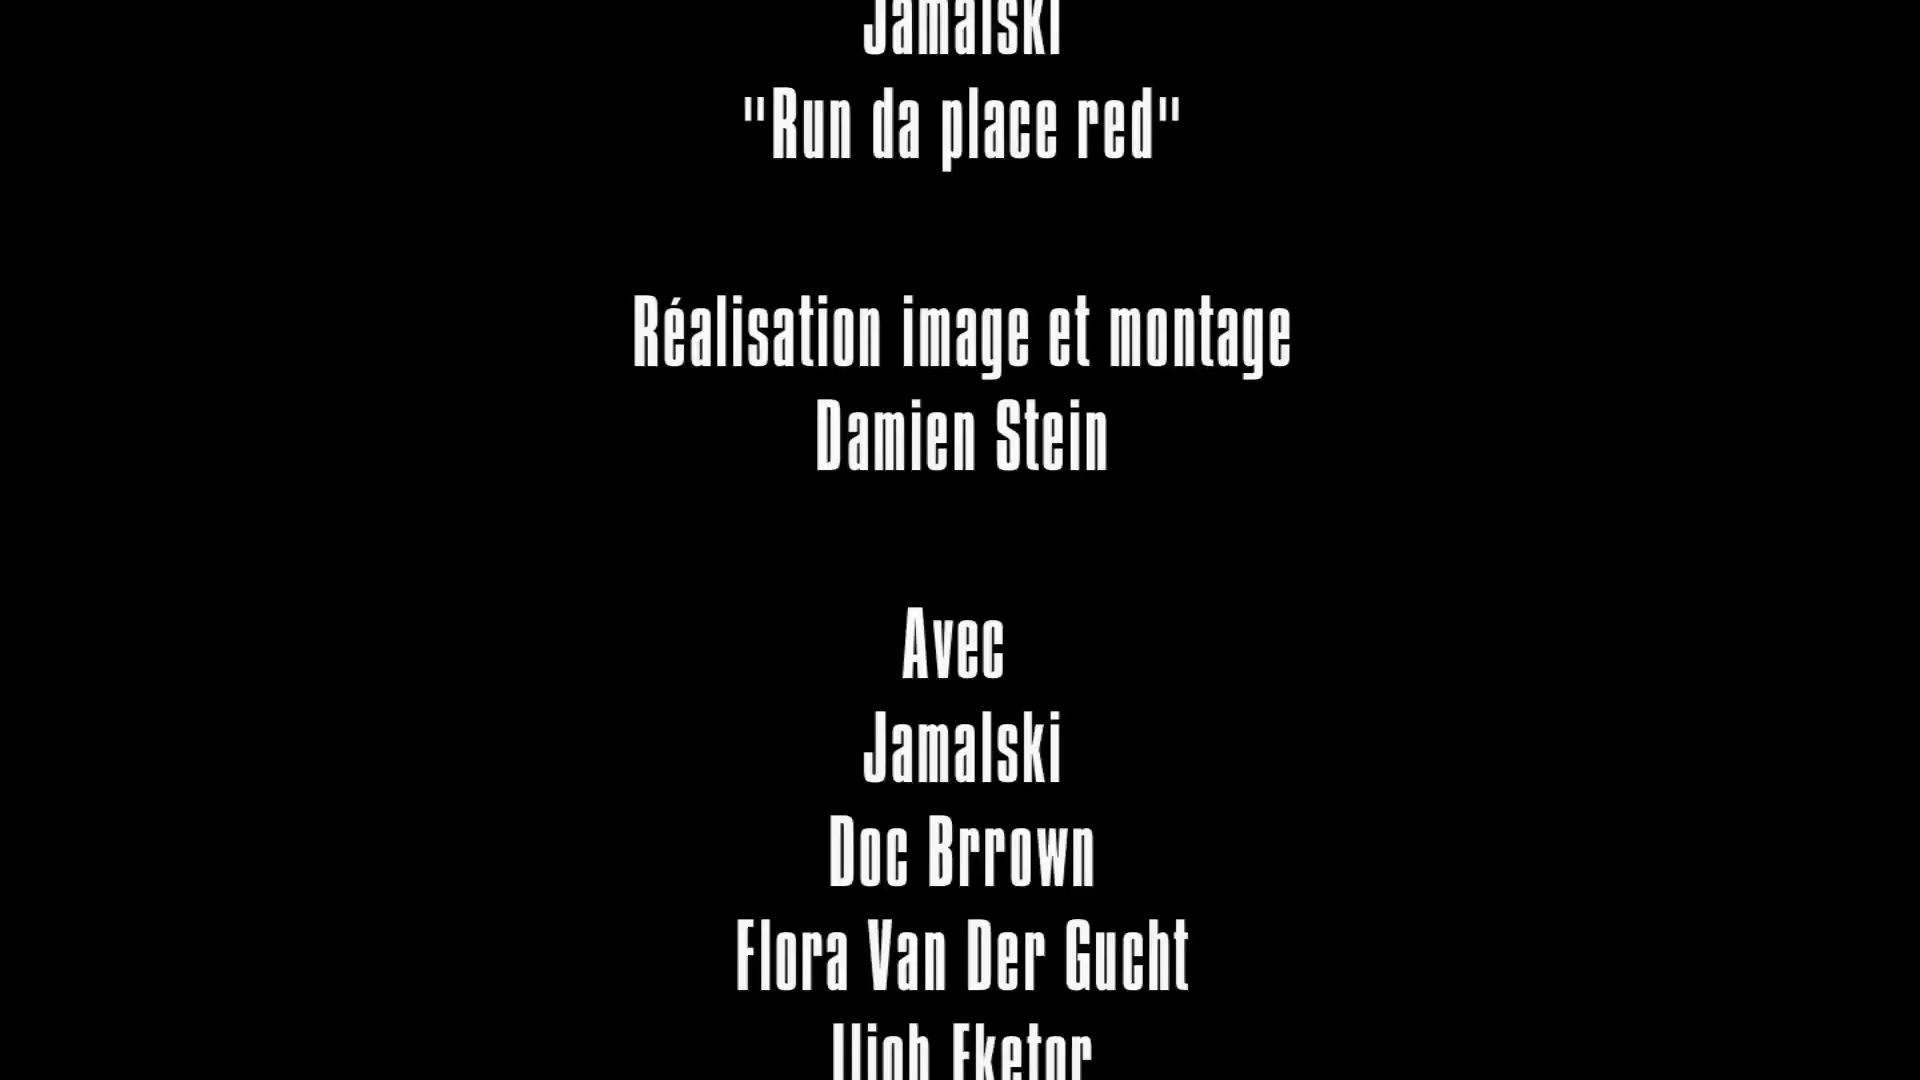 Jamalski
"Run da place red"
Réalisation image et montage
Damien Stein
Avec
Jamalski
Doc Brrown
Flora Van Der Gucht